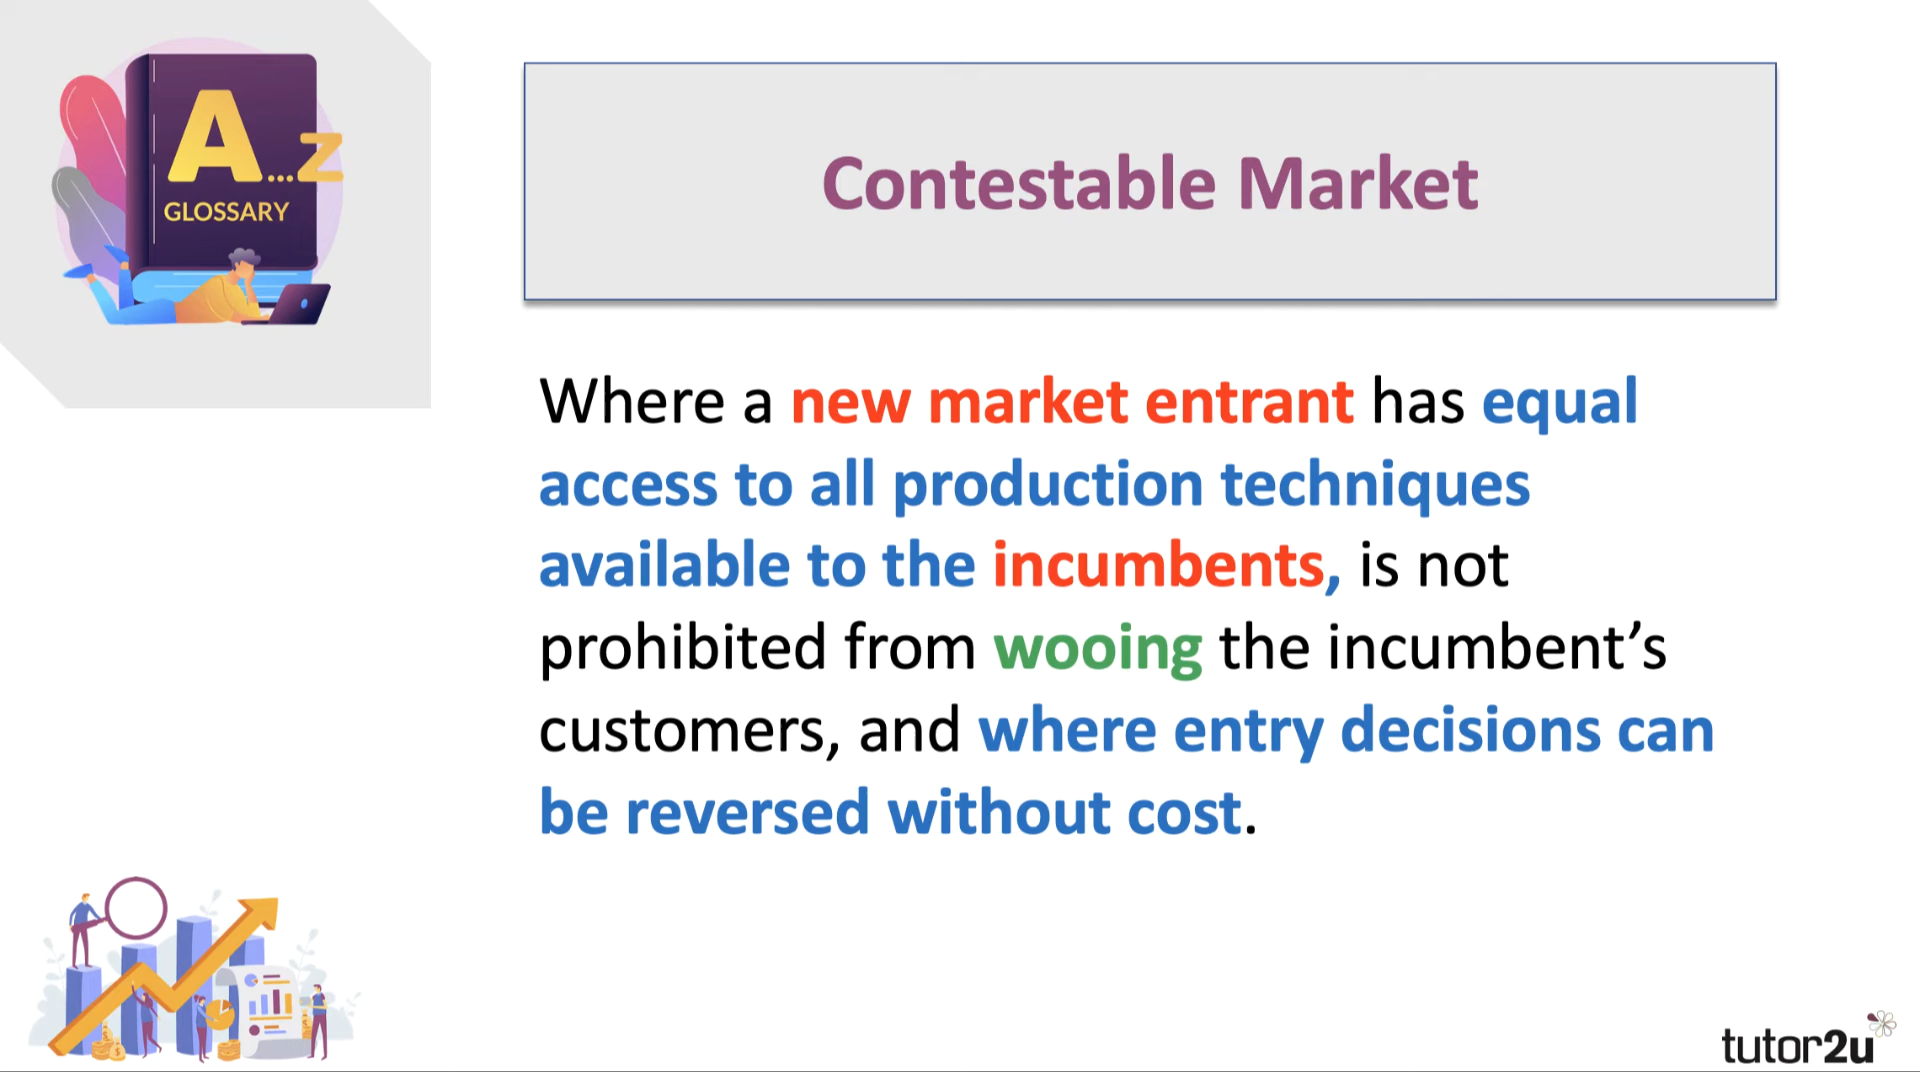 A...Z
GLOSSARY
Contestable Market
Where a new market entrant has equal
access to all production techniques
available to the incumbents, is not
prohibited from wooing the incumbent’s
customers, and where entry decisions can
be reversed without cost.
tutor2u